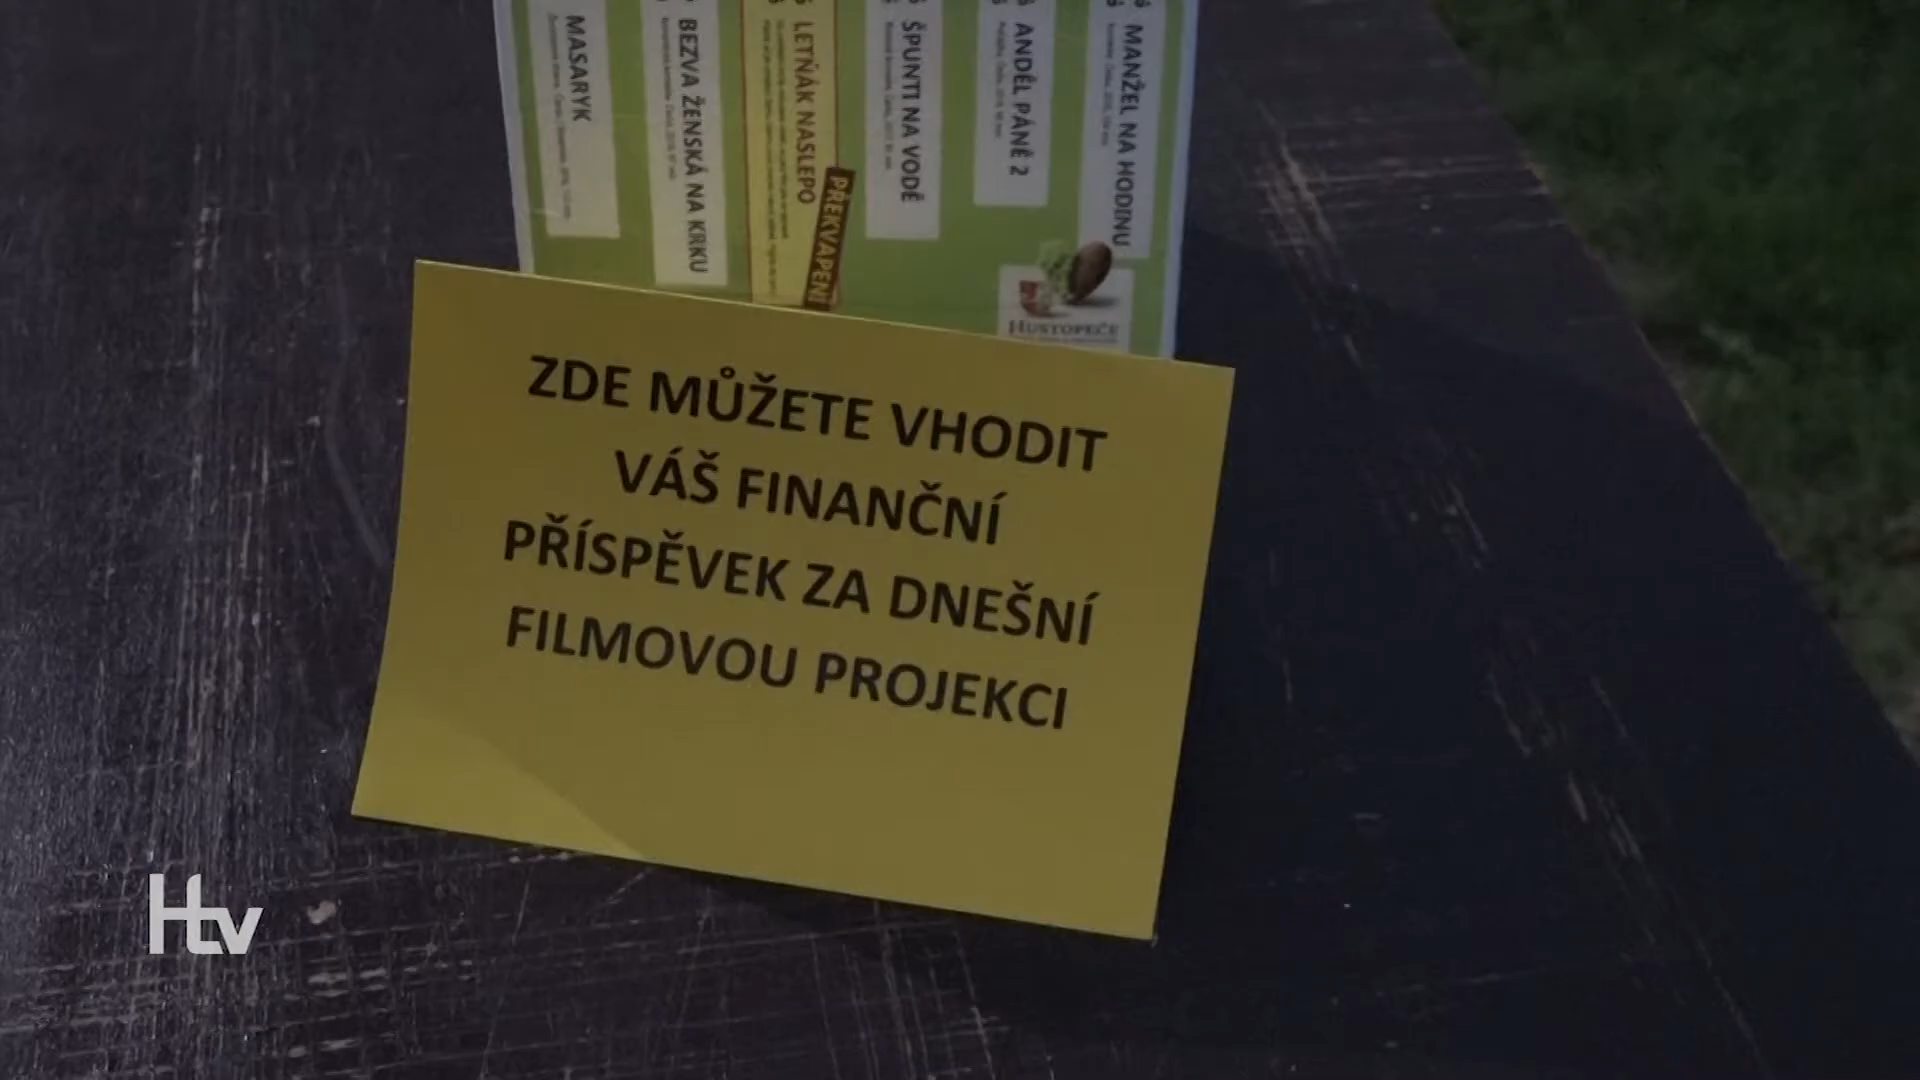 MASARYK
BEZVA ŽENSKÁ NA KRKU
LETŇÁK NASLEPO
PŘEKVAPENÍ
ŠPUNTI NA VODĚ
ANDĚL PÁNĚ 2
MANŽEL NA HODINU
HUSTOPEČE
ZDE MŮŽETE VHODIT
VÁŠ FINANČNÍ
PŘÍSPĚVEK ZA DNEŠNÍ
FILMOVOU PROJEKCI
Htv